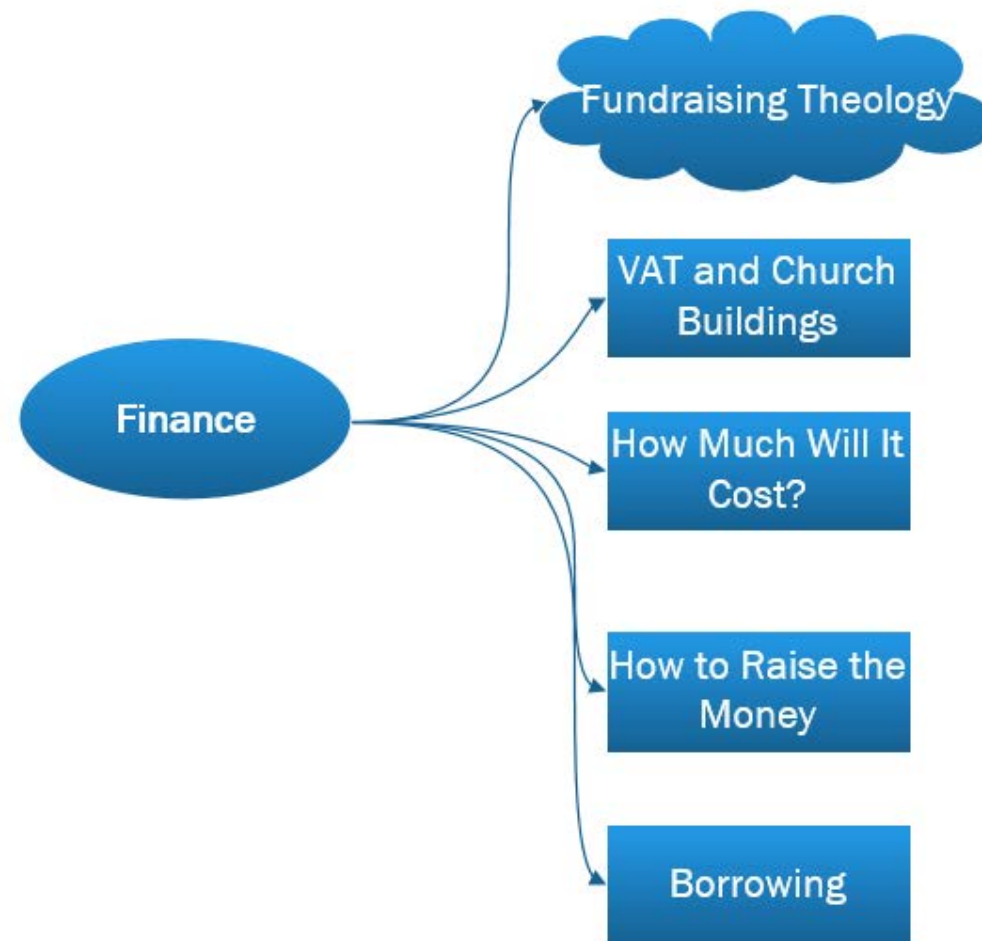 Fundraising Theology
VAT and Church
Buildings
Finance
How Much Will It
Cost?
How to Raise the
Money
Borrowing